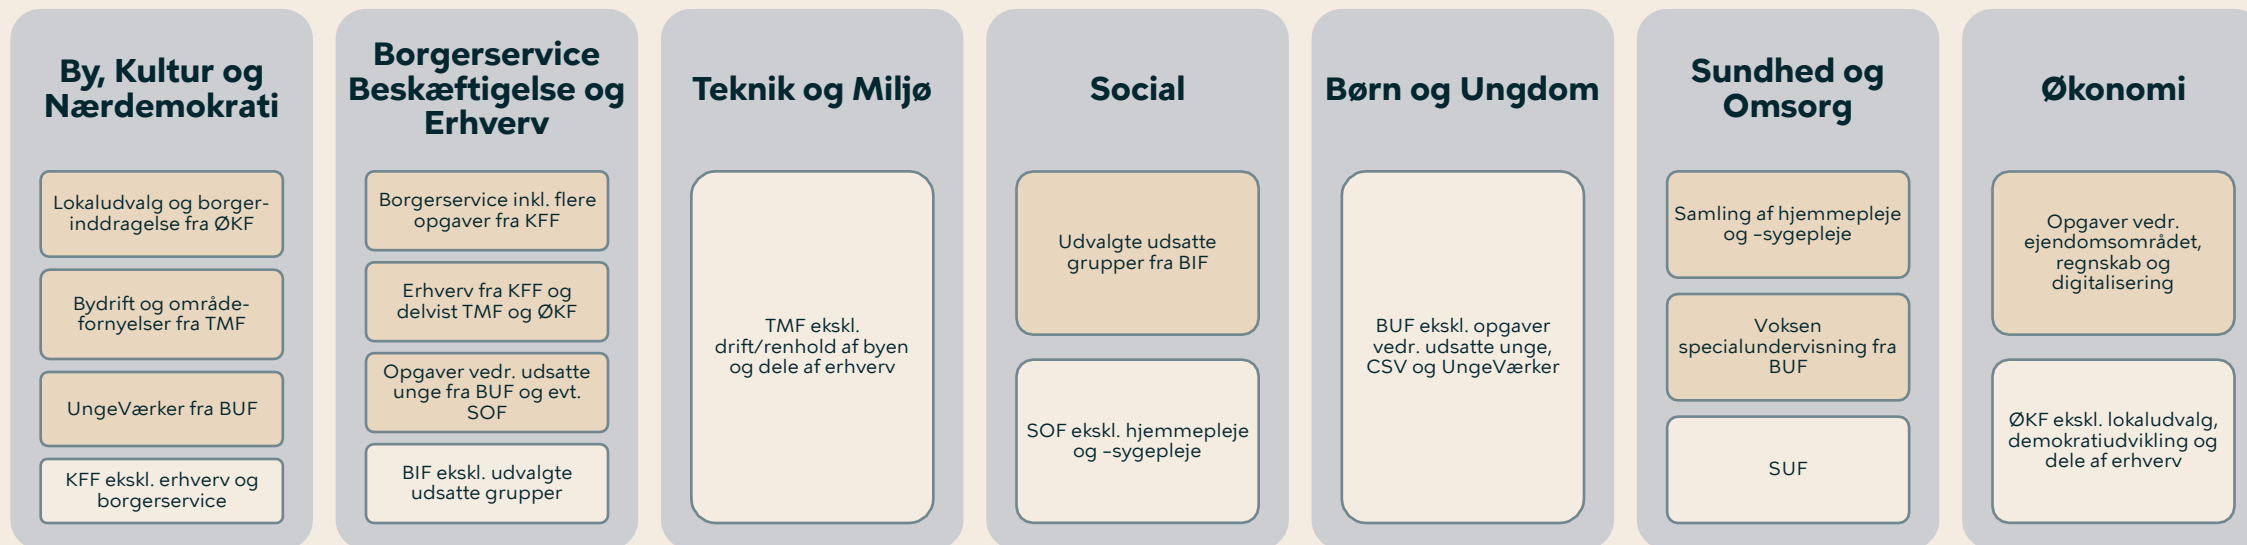 By, Kultur og
Nærdemokrati
Lokaludvalg og borger-
inddragelse fra ØKF
Bydrift og område-
fornyelser fra TMF
UngeVærker fra BUF
KFF ekskl. erhverv og
borgerservice
Borgerservice
Beskæftigelse og
Erhverv
Borgerservice inkl. flere
opgaver fra KFF
Erhverv fra KFF og
delvist TMF og ØKF
Opgaver vedr. udsatte
unge fra BUF og evt.
SOF
BIF ekskl. udvalgte
udsatte grupper
Teknik og Miljø
TMF ekskl.
drift/renhold af byen
og dele af erhverv
Social
Udvalgte udsatte
grupper fra BIF
SOF ekskl. hjemmepleje
og -sygepleje
Børn og Ungdom
BUF ekskl. opgaver
vedr. udsatte unge,
CSV og UngeVærker
Sundhed og
Omsorg
Samling af hjemmepleje
og -sygepleje
Voksen
specialundervisning fra
BUF
SUF
Økonomi
Opgaver vedr.
ejendomsområdet,
regnskab og
digitalisering
ØKF ekskl. lokaludvalg,
demokratiudvikling og
dele af erhverv